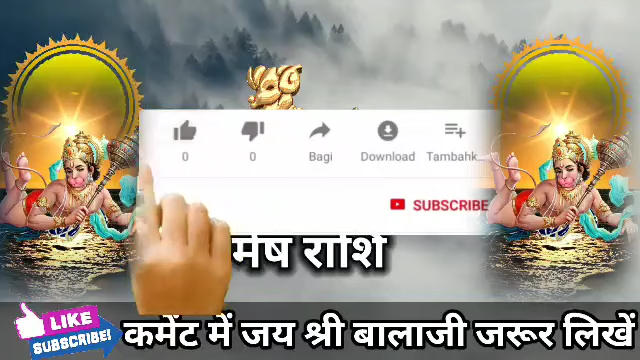 0 0 Bagi Download Tambahk
SUBSCRIBE
मेष राशि
LIKE
SUBSCRIBE!
कमेंट में जय श्री बालाजी जरूर लिखें